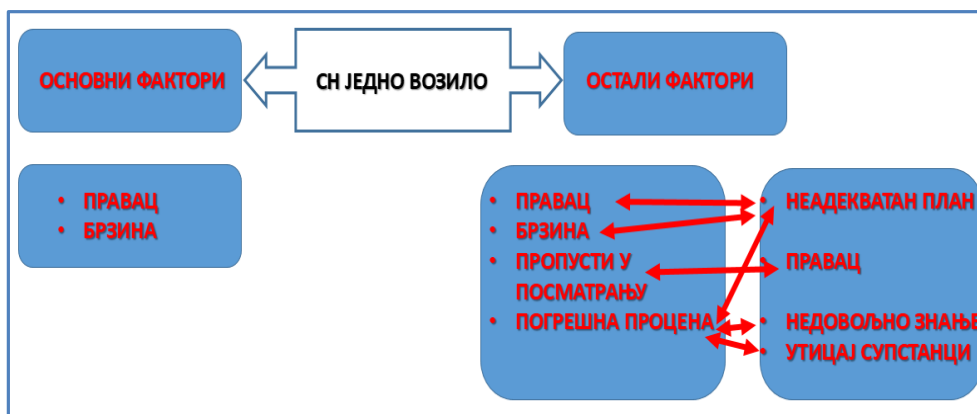 ОСНОВНИ ФАКТОРИ
СН ЈЕДНО ВОЗИЛО
ОСТАЛИ ФАКТОРИ
• ПРАВАЦ
• БРЗИНА
• ПРАВАЦ
• БРЗИНА
• ПРОПУСТИ У
ПОСМАТРАЊУ
• ПОГРЕШНА ПРОЦЕНА
• НЕАДЕКВАТАН ПЛАН
• ПРАВАЦ
• НЕДОВОЉНО ЗНАЊЕ
• УТИЦАЈ СУПСТАНЦИ